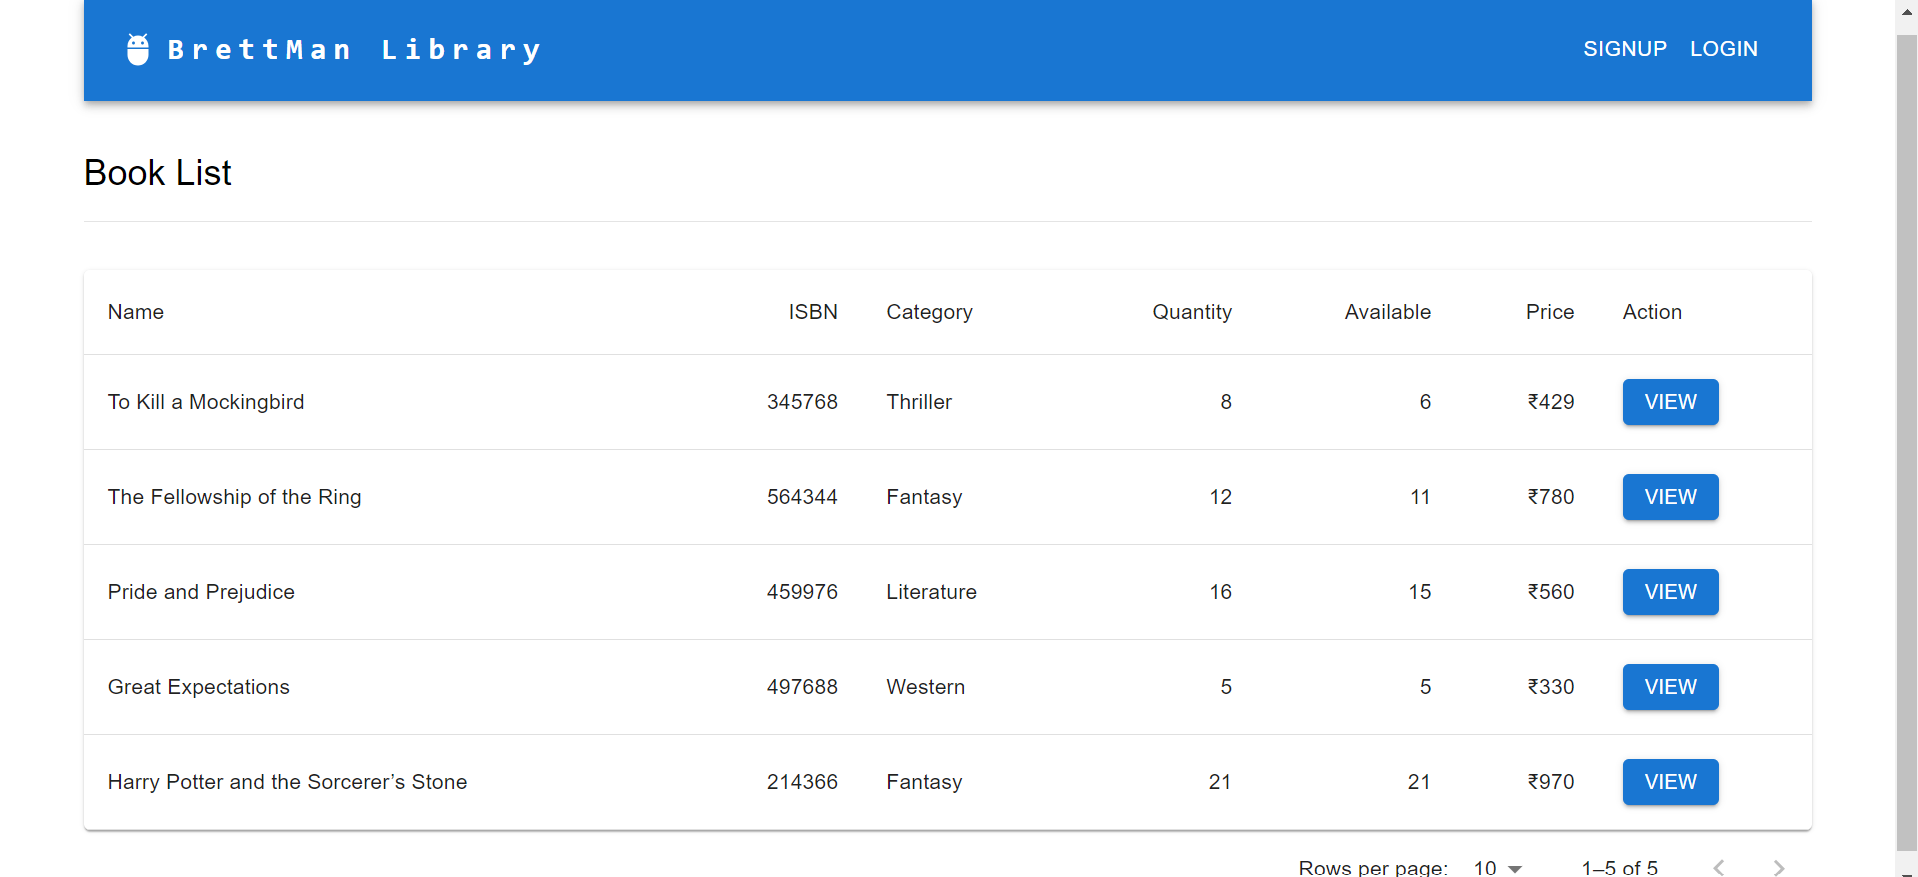 BrettMan Library SIGNUP LOGIN
Book List
Name ISBN Category Quantity Available Price Action
To Kill a Mockingbird 345768 Thriller 8 6 ₹429 VIEW
The Fellowship of the Ring 564344 Fantasy 12 11 ₹780 VIEW
Pride and Prejudice 459976 Literature 16 15 ₹560 VIEW
Great Expectations 497688 Western 5 5 ₹330 VIEW
Harry Potter and the Sorcerer’s Stone 214366 Fantasy 21 21 ₹970 VIEW
Rows per page: 10 1–5 of 5